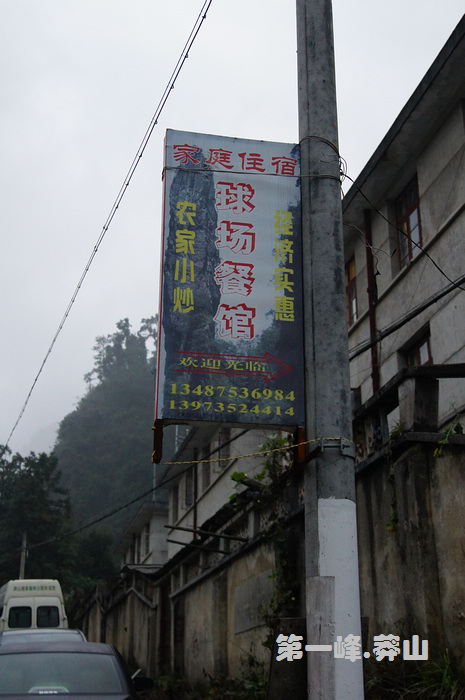 家庭住宿
球场餐馆
农家小炒
经济实惠
欢迎光临
13487536984
13973524414
第一峰.莽山